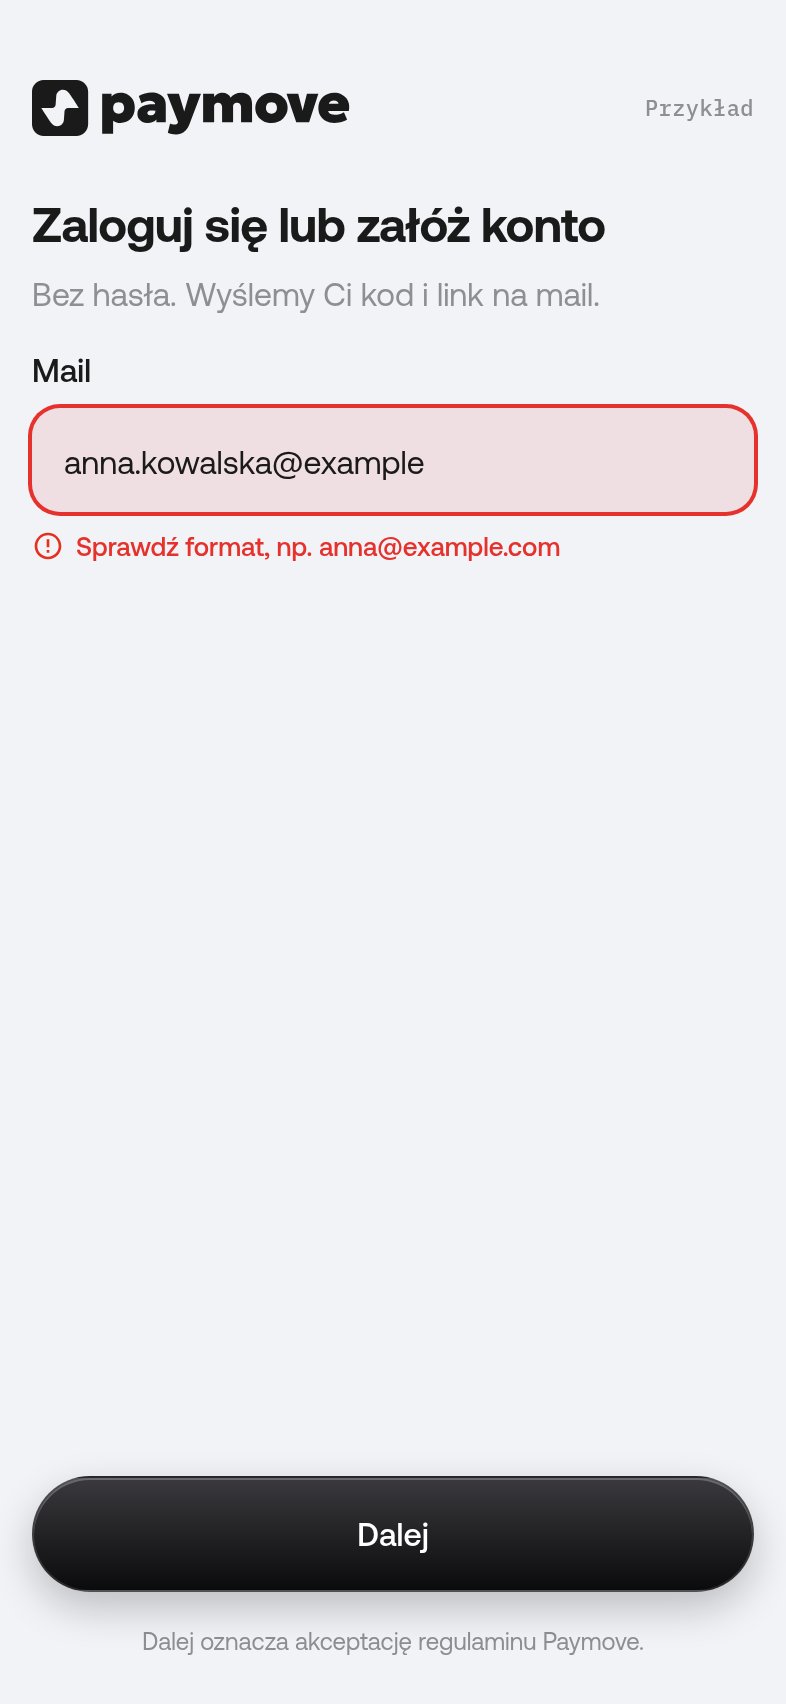 paymove
Przykład
Zaloguj się lub załóż konto
Bez hasła. Wyślemy Ci kod i link na mail.
Mail
anna.kowalska@example
Sprawdź format, np. anna@example.com
Dalej
Dalej oznacza akceptację regulaminu Paymove.